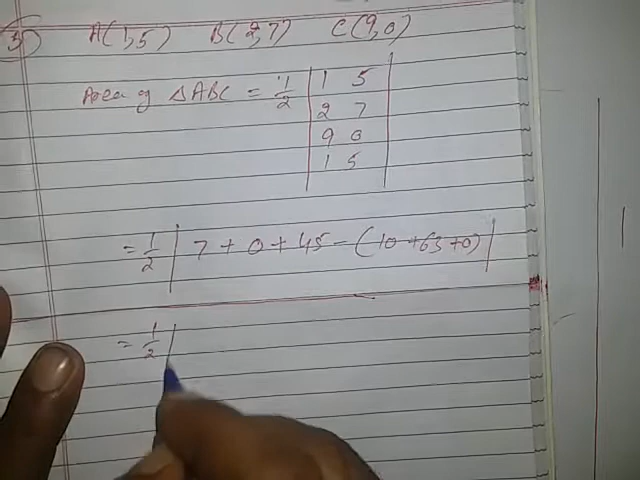 3) A(1,5) B(2,7) C(9,0)
Area of ΔABC = 1/2 | 1 5
2 7
9 0
1 5 |
= 1/2 | 7 + 0 + 45 - (10 + 63 + 0) |
= 1/2 |